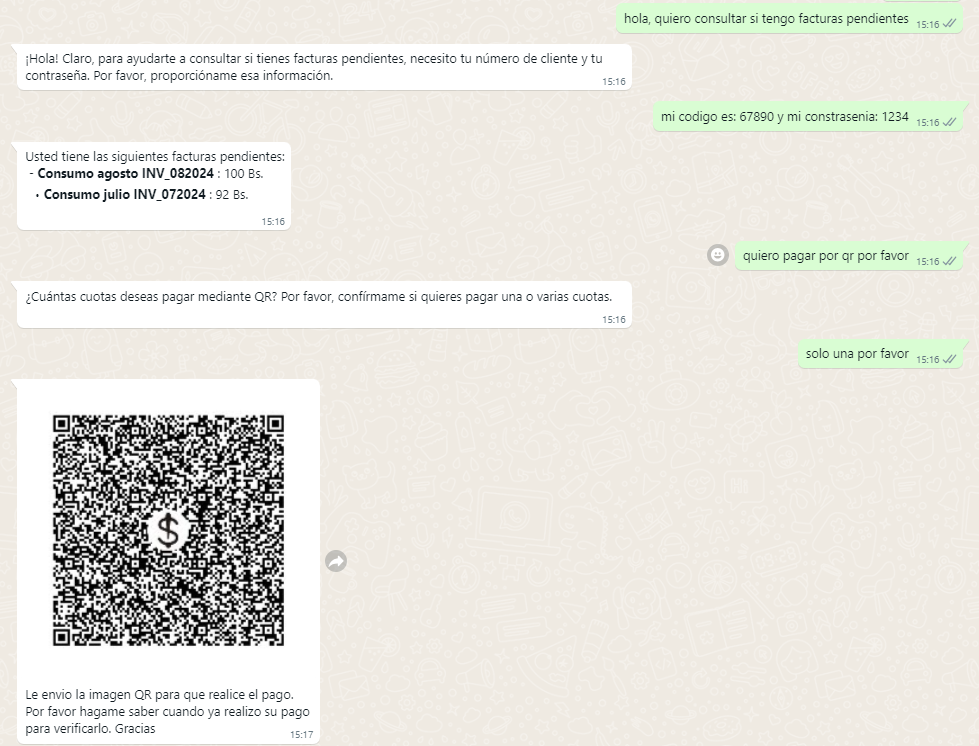 hola, quiero consultar si tengo facturas pendientes 15:16
¡Hola! Claro, para ayudarte a consultar si tienes facturas pendientes, necesito tu número de cliente y tu
contraseña. Por favor, proporcióname esa información.
15:16
mi codigo es: 67890 y mi constrasenia: 1234 15:16
Usted tiene las siguientes facturas pendientes:
- Consumo agosto INV_082024 : 100 Bs.
• Consumo julio INV_072024 : 92 Bs.
15:16
quiero pagar por qr por favor 15:16
¿Cuántas cuotas deseas pagar mediante QR? Por favor, confírmame si quieres pagar una o varias cuotas.
15:16
solo una por favor 15:16
$
Le envio la imagen QR para que realice el pago.
Por favor hagame saber cuando ya realizo su pago
para verificarlo. Gracias
15:17